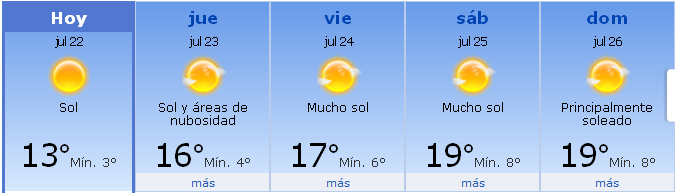 Hoy
jul 22
Sol
13° Mín. 3°
jue
jul 23
Sol y áreas de
nubosidad
16° Mín. 4°
más
vie
jul 24
Mucho sol
17° Mín. 6°
más
sáb
jul 25
Mucho sol
19° Mín. 8°
más
dom
jul 26
Principalmente
soleado
19° Mín. 8°
más